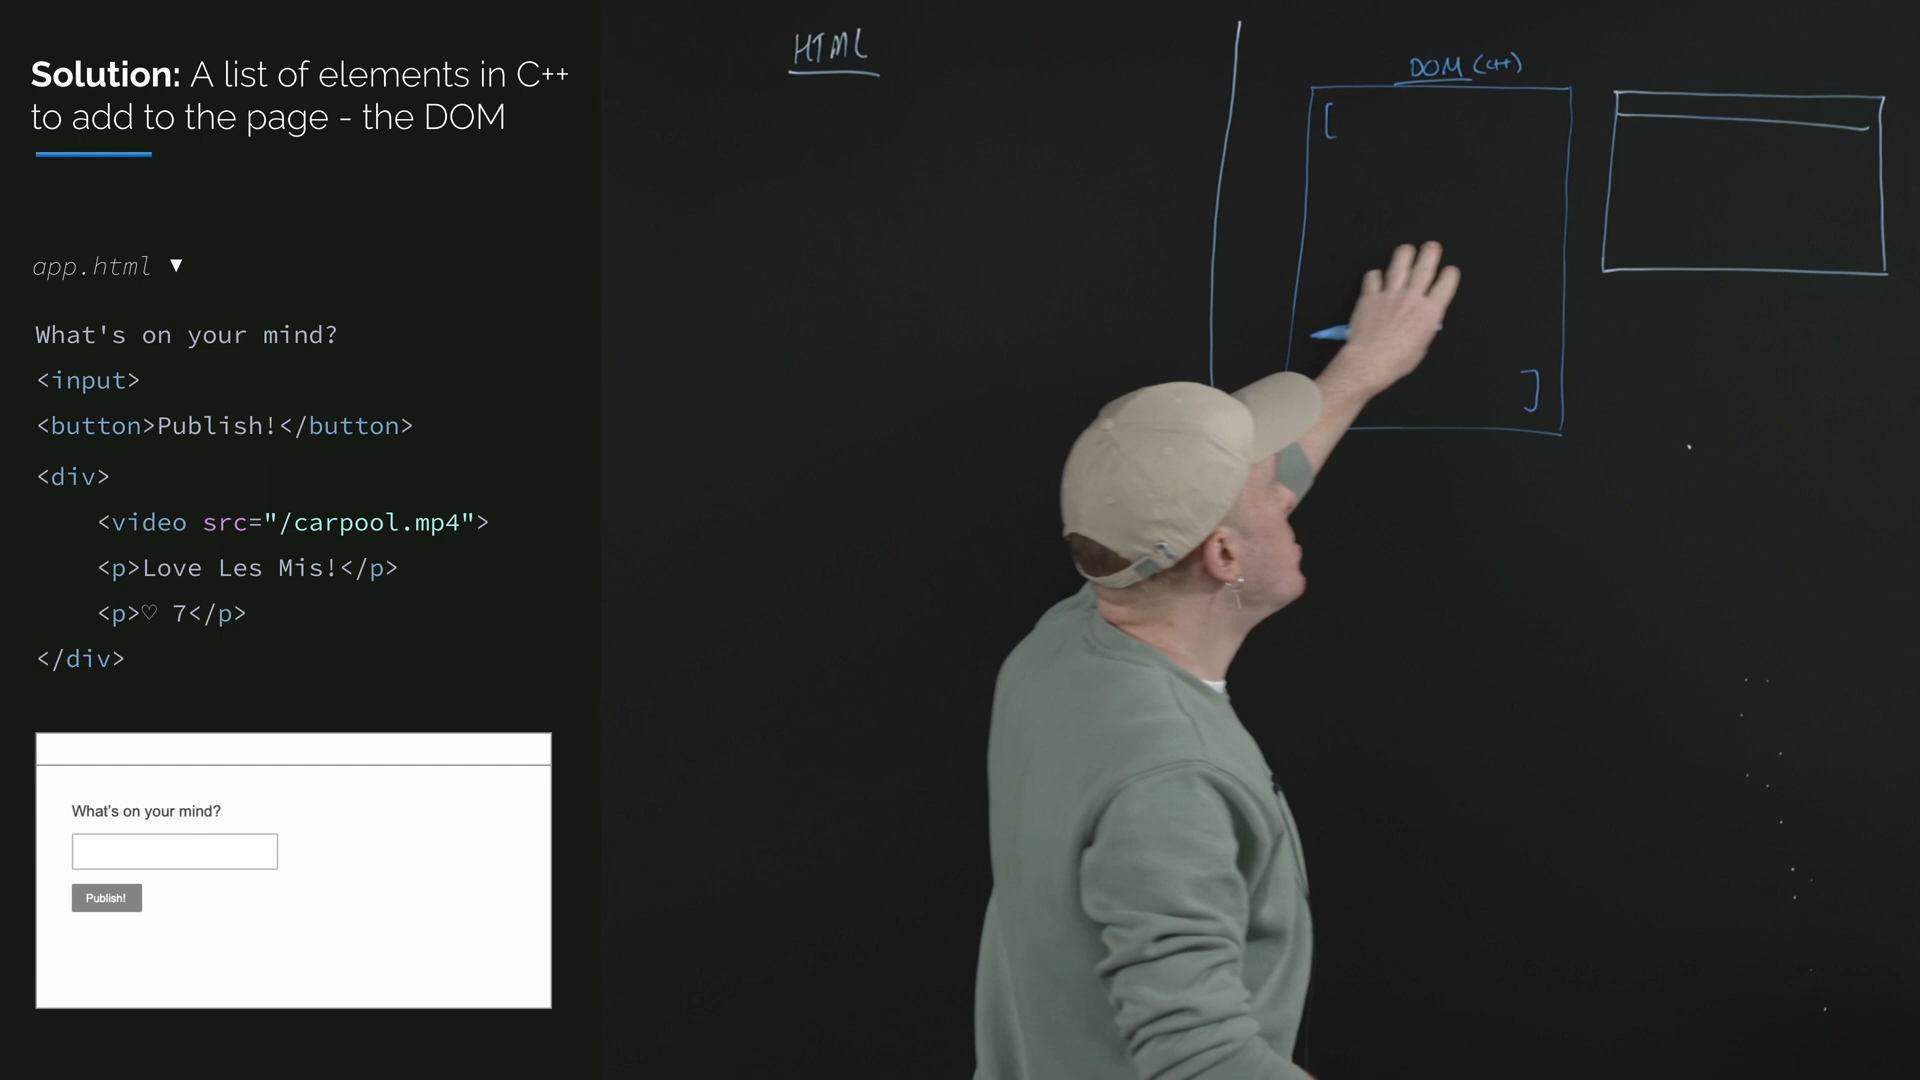 Solution: A list of elements in C++
to add to the page - the DOM
app.html ▼
What's on your mind?
<input>
<button>Publish!</button>
<div>
<video src="/carpool.mp4">
<p>Love Les Mis!</p>
<p>♡ 7</p>
</div>
What's on your mind?
Publish!
HTML
DOM (C++)
[
]